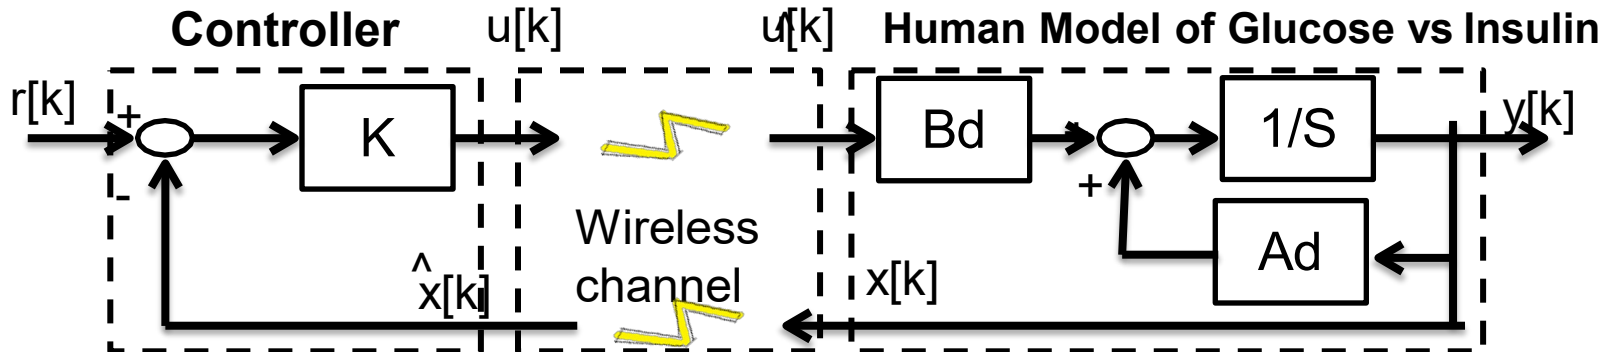 Controller
u[k]
û[k]
Human Model of Glucose vs Insulin
r[k]
+
-
K
Wireless
channel
^
x[k]
Bd
+
1/S
Ad
x[k]
y[k]